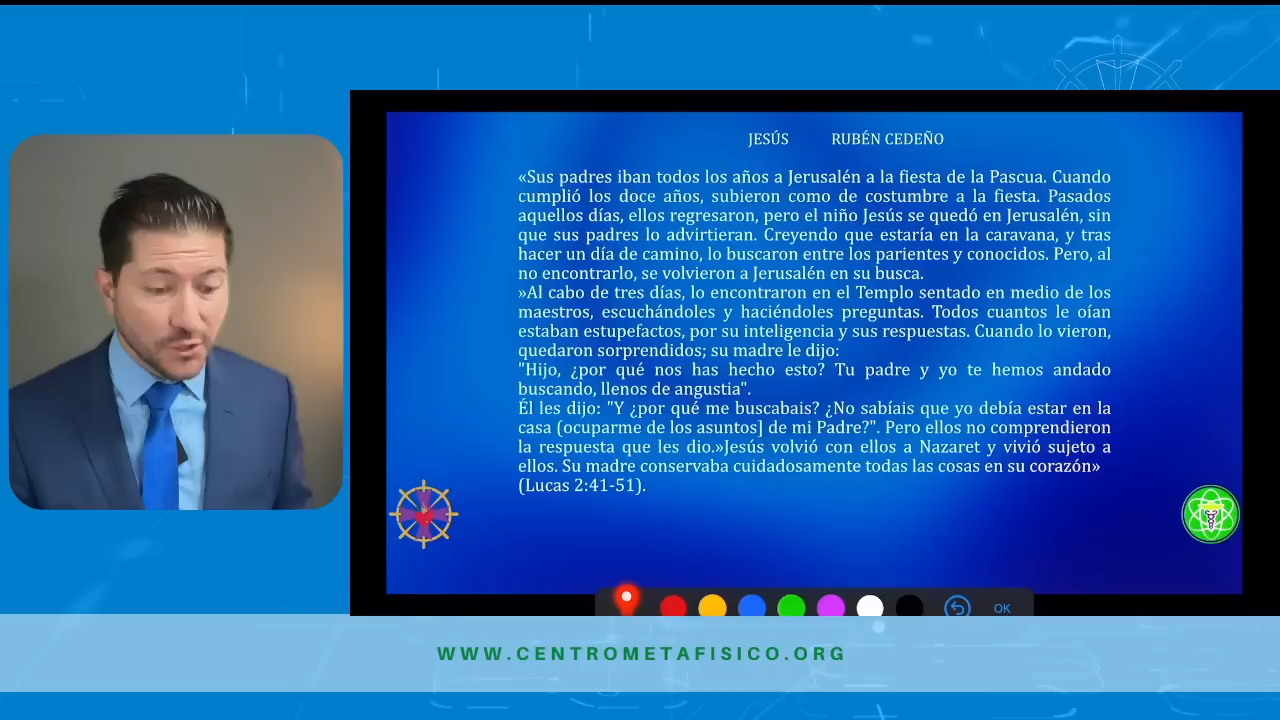 JESÚS RUBÉN CEDEÑO
«Sus padres iban todos los años a Jerusalén a la fiesta de la Pascua. Cuando
cumplió los doce años, subieron como de costumbre a la fiesta. Pasados
aquellos días, ellos regresaron, pero el niño Jesús se quedó en Jerusalén, sin
que sus padres lo advirtieran. Creyendo que estaría en la caravana, y tras
hacer un día de camino, lo buscaron entre los parientes y conocidos. Pero, al
no encontrarlo, se volvieron a Jerusalén en su busca.
»Al cabo de tres días, lo encontraron en el Templo sentado en medio de los
maestros, escuchándoles y haciéndoles preguntas. Todos cuantos le oían
estaban estupefactos, por su inteligencia y sus respuestas. Cuando lo vieron,
quedaron sorprendidos; su madre le dijo:
"Hijo, ¿por qué nos has hecho esto? Tu padre y yo te hemos andado
buscando, llenos de angustia".
Él les dijo: "Y ¿por qué me buscabais? ¿No sabíais que yo debía estar en la
casa (ocuparme de los asuntos] de mi Padre?". Pero ellos no comprendieron
la respuesta que les dio.»Jesús volvió con ellos a Nazaret y vivió sujeto a
ellos. Su madre conservaba cuidadosamente todas las cosas en su corazón»
(Lucas 2:41-51).
OK
WWW.CENTROMETAFISICO.ORG